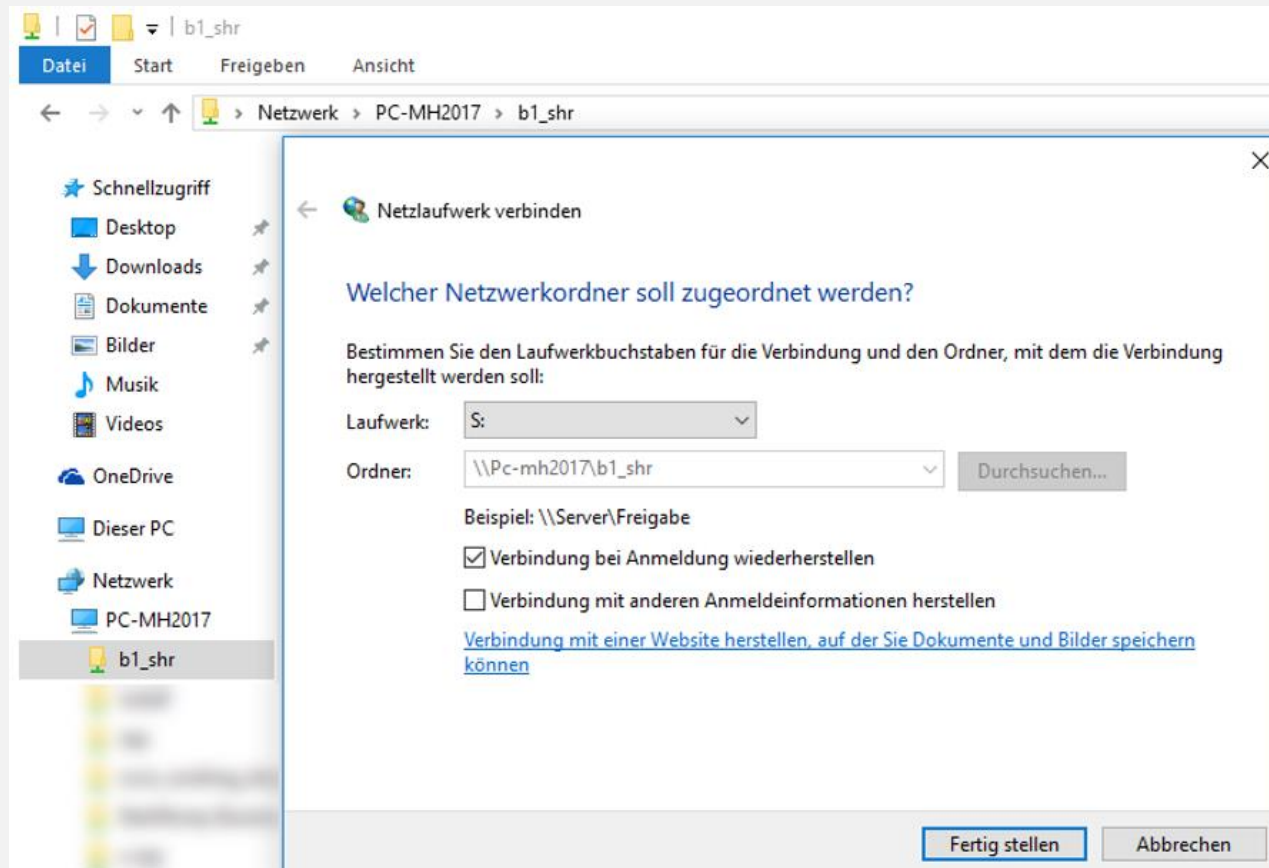 b1_shr
Datei Start Freigeben Ansicht
Netzwerk > PC-MH2017 > b1_shr
Schnellzugriff
Desktop
Downloads
Dokumente
Bilder
Musik
Videos
OneDrive
Dieser PC
Netzwerk
PC-MH2017
b1_shr
Netzlaufwerk verbinden
Welcher Netzwerkordner soll zugeordnet werden?
Bestimmen Sie den Laufwerkbuchstaben für die Verbindung und den Ordner, mit dem die Verbindung
hergestellt werden soll:
Laufwerk: S:
Ordner: \\Pc-mh2017\b1_shr Durchsuchen...
Beispiel: \\Server\Freigabe
Verbindung bei Anmeldung wiederherstellen
Verbindung mit anderen Anmeldeinformationen herstellen
Verbindung mit einer Website herstellen, auf der Sie Dokumente und Bilder speichern
können
Fertig stellen Abbrechen